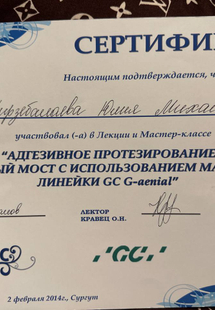 СЕРТИФИ
Настоящим подтверждается, ч
Юлия Михай
участвовал (-а) в Лекции и Мастер-классе
"АДГЕЗИВНОЕ ПРОТЕЗИРОВАНИЕ
ЫЙ МОСТ С ИСПОЛЬЗОВАНИЕМ МА
ЛИНЕЙКИ GC G-aenial"
ЛЕКТОР
КРАВЕЦ О.Н.
GC
2 февраля 2014г., Сургут